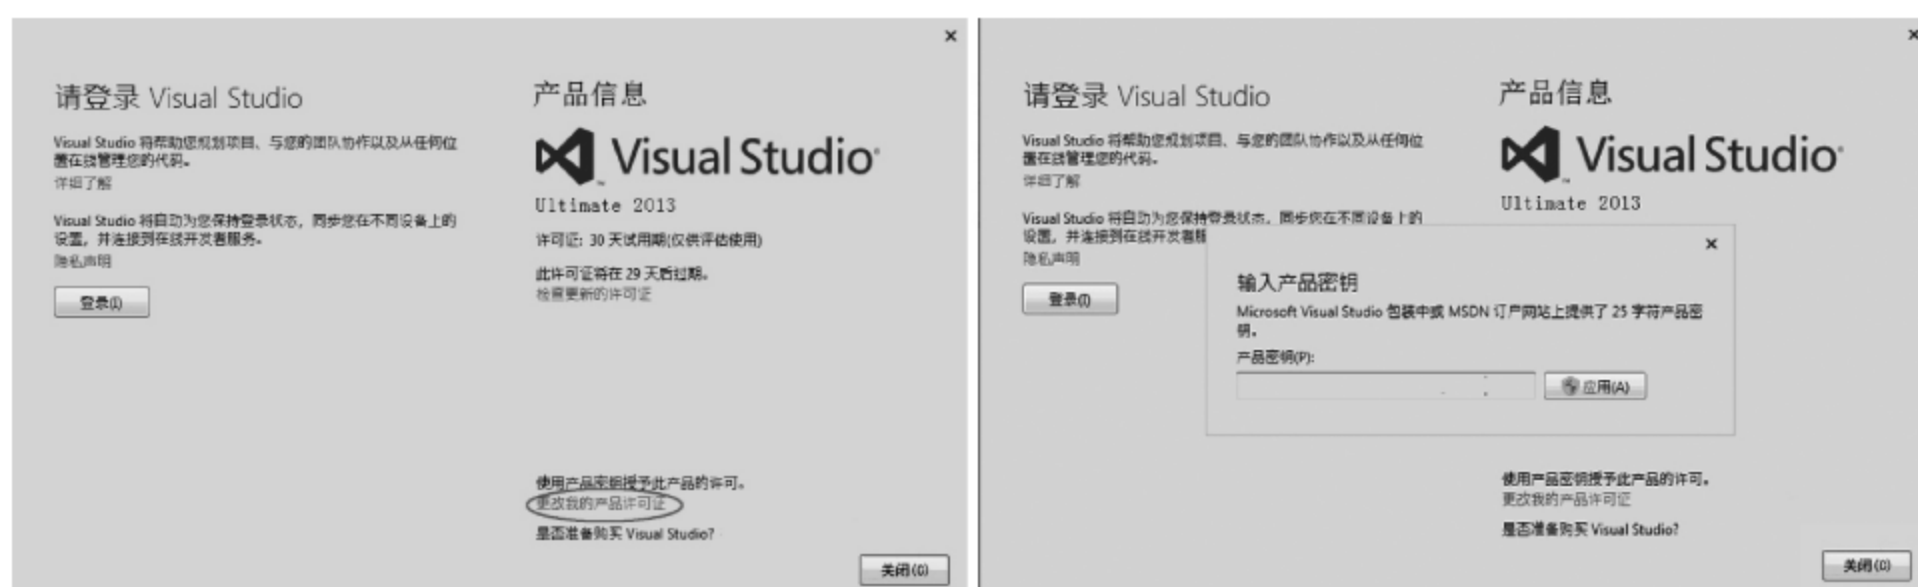 请登录 Visual Studio
Visual Studio 将帮助您规划项目、与您的团队协作以及从任何位
置在线管理您的代码。
详细了解
Visual Studio 将自动为您保持登录状态，同步您在不同设备上的
设置，并连接到在线开发者服务。
隐私声明
登录(I)
产品信息
Visual Studio
Ultimate 2013
许可证: 30 天试用期(仅供评估使用)
此许可证将在 29 天后过期。
检查更新的许可证
使用产品密钥授予此产品的许可。
更改我的产品许可证
是否准备购买 Visual Studio?
关闭(C)
请登录 Visual Studio
Visual Studio 将帮助您规划项目、与您的团队协作以及从任何位
置在线管理您的代码。
详细了解
Visual Studio 将自动为您保持登录状态，同步您在不同设备上的
设置，并连接到在线开发者服
隐私声明
登录(I)
产品信息
Visual Studio
Ultimate 2013
输入产品密钥
Microsoft Visual Studio 包装中或 MSDN 订户网站上提供了 25 字符产品密
钥。
产品密钥(P):
应用(A)
使用产品密钥授予此产品的许可。
更改我的产品许可证
是否准备购买 Visual Studio?
关闭(C)